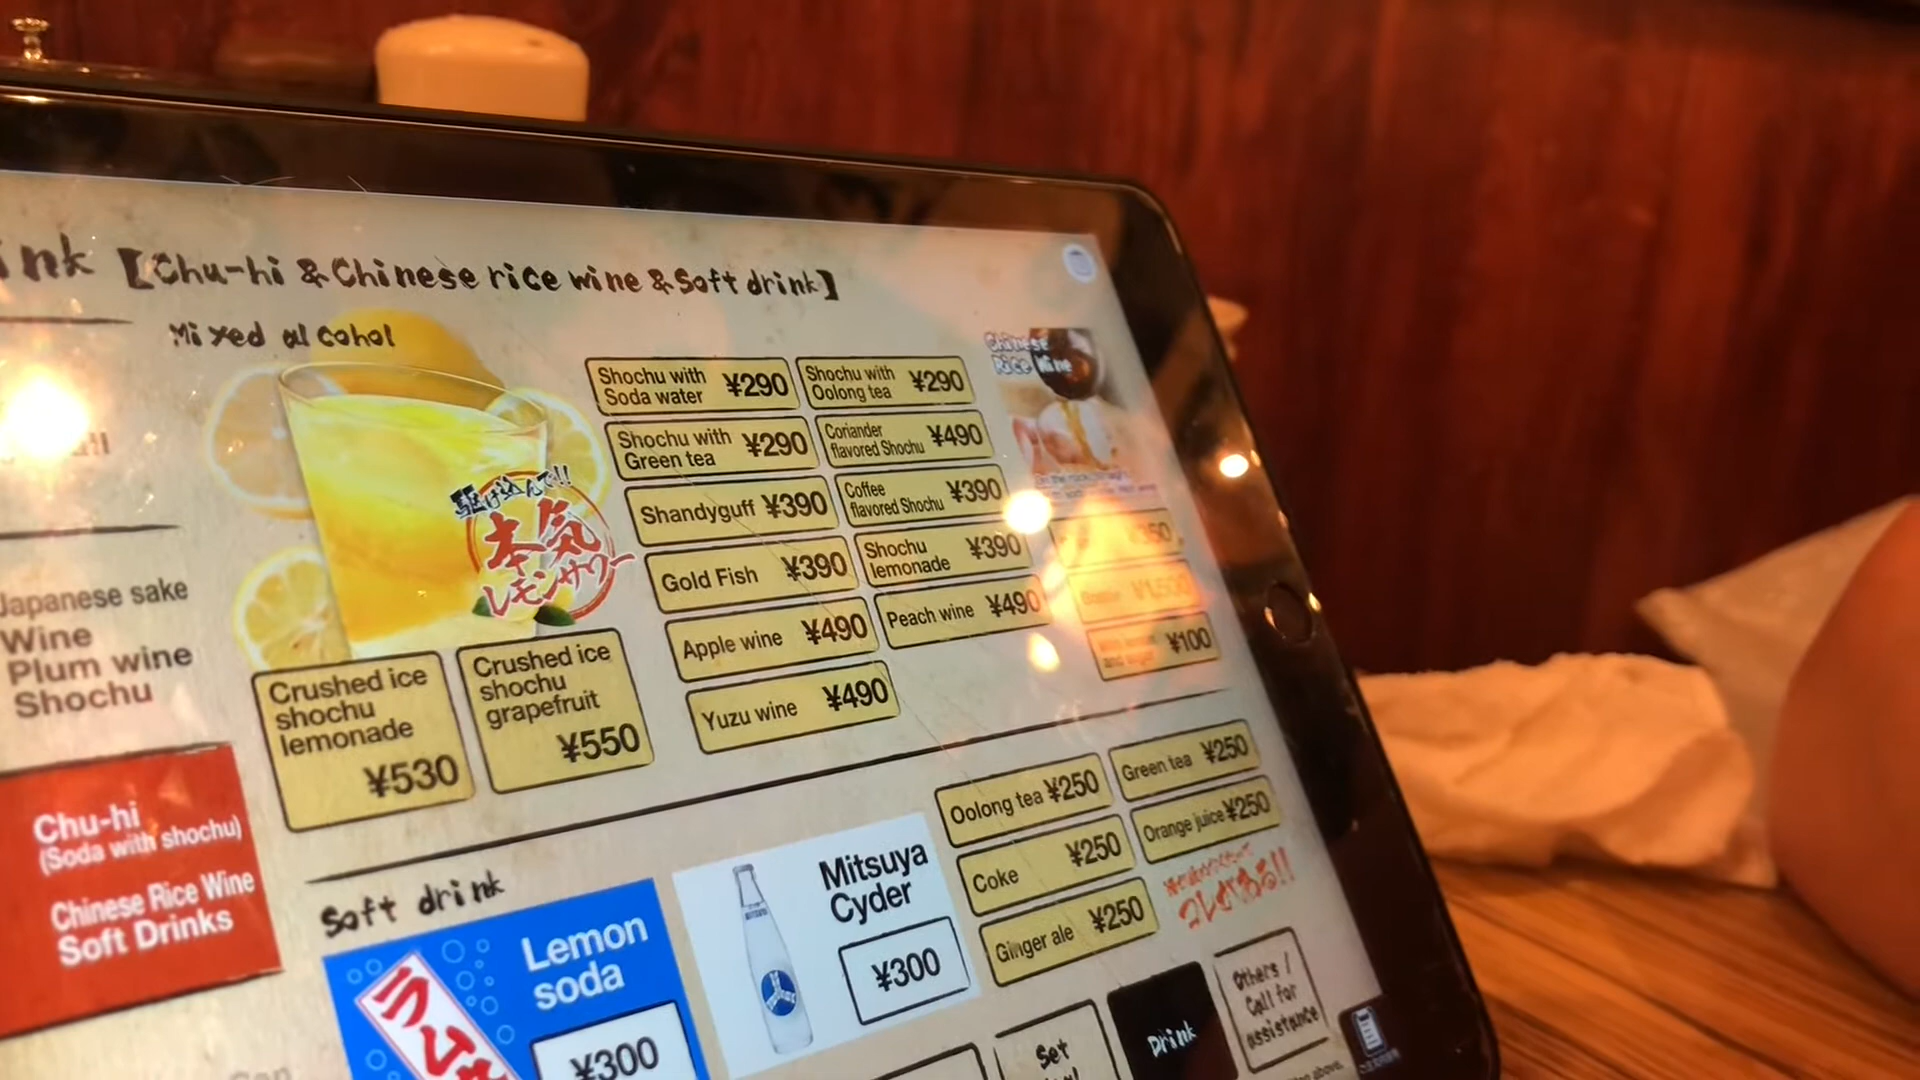 ink 【Chu-hi & Chinese rice wine & Soft drink】
Mixed alcohol
駆け込んで!!
本気
レモンサワー
Crushed ice
shochu
lemonade
¥530
Crushed ice
shochu
grapefruit
¥550
Shochu with
Soda water ¥290
Shochu with
Oolong tea ¥290
Shochu with
Green tea ¥290
Coriander
flavored Shochu ¥490
Shandyguff ¥390
Coffee
flavored Shochu ¥390
Gold Fish ¥390
Shochu
lemonade ¥390
Apple wine ¥490
Peach wine ¥490
Yuzu wine ¥490
Chinese
Rice Wine
¥100
Japanese sake
Wine
Plum wine
Shochu
Chu-hi
(Soda with shochu)
Chinese Rice Wine
Soft Drinks
Soft drink
Lemon
soda
¥300
Mitsuya
Cyder
¥300
Oolong tea ¥250
Green tea ¥250
Coke ¥250
Orange juice ¥250
Ginger ale ¥250
Set
Drink
Others /
Call for
assistance